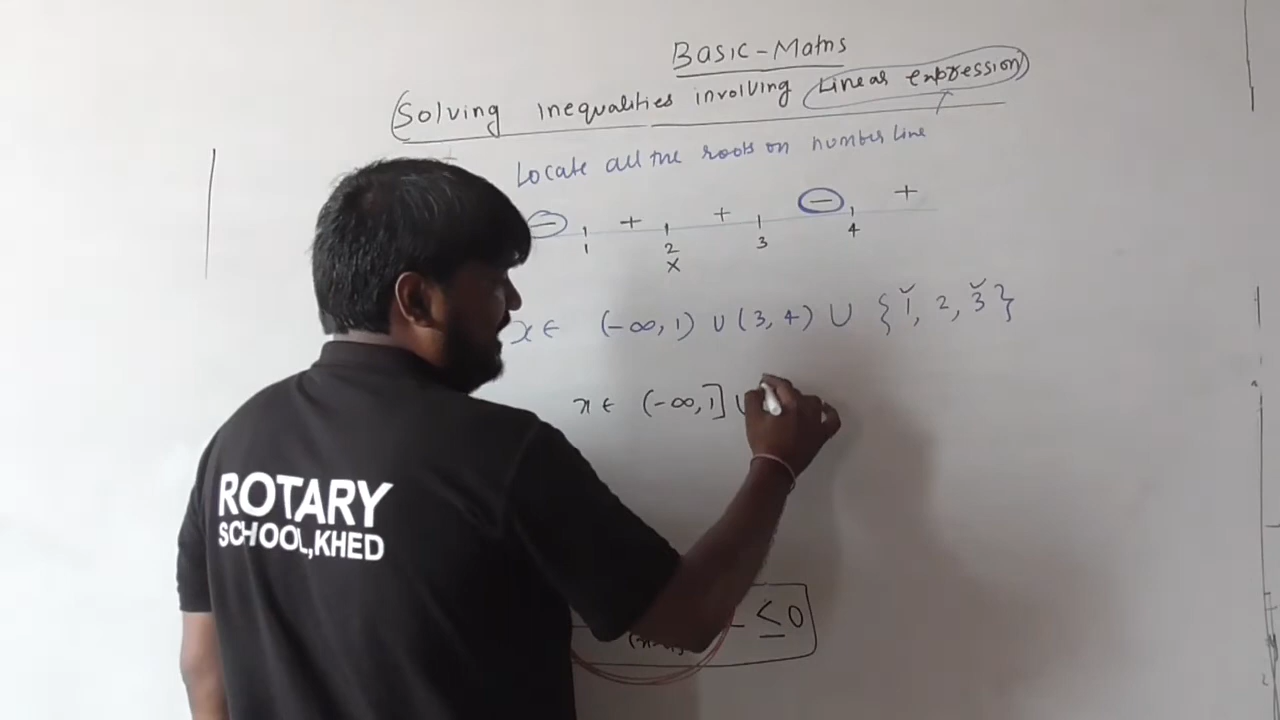 Basic-Maths
Solving inequalities involving Linear expression
Locate all the roots on number line
− + + − +
1 2 3 4
x
x ∈ (-∞, 1) ∪ (3, 4) ∪ {1, 2, 3}
x ∈ (-∞, 1] ∪
≤ 0
ROTARY
SCHOOL,KHED